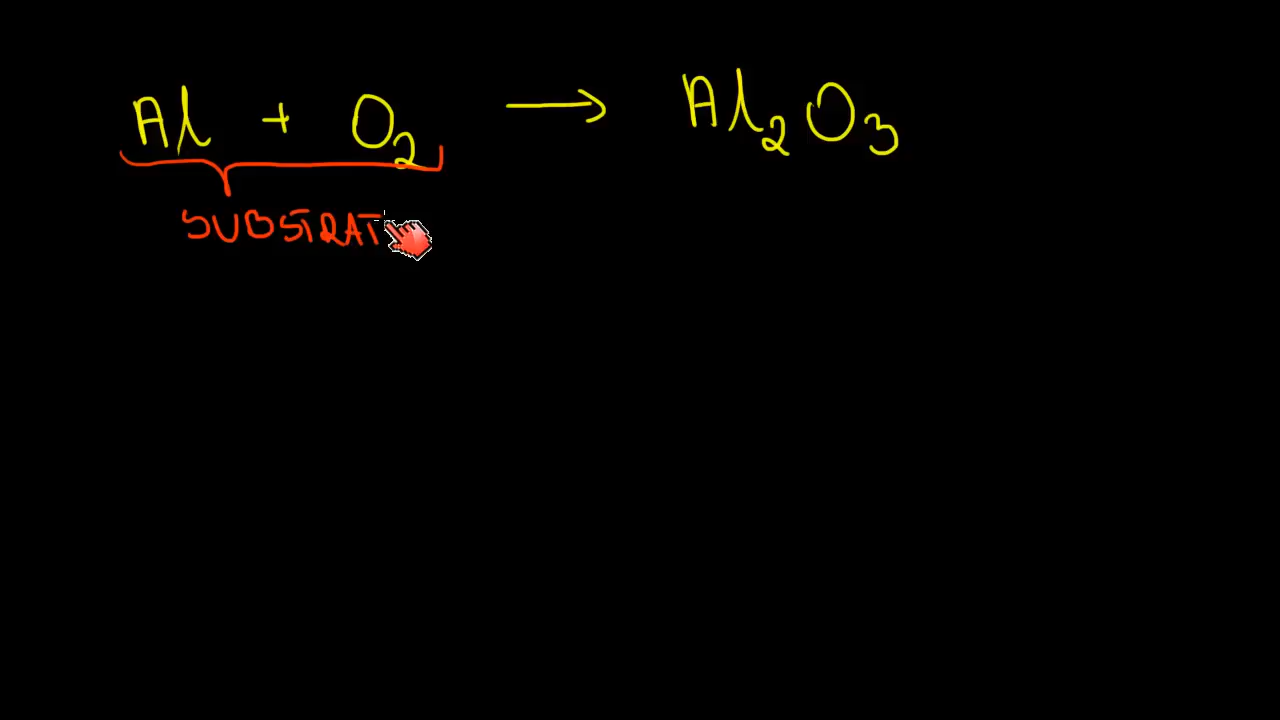 Al + O₂ → Al₂O₃
SUBSTRAT